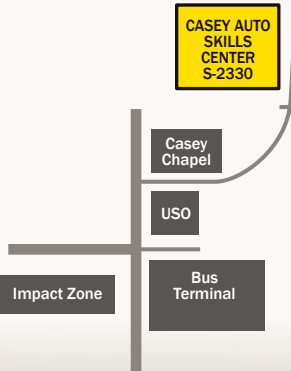 CASEY AUTO
SKILLS
CENTER
S-2330
Casey
Chapel
USO
Impact Zone
Bus
Terminal